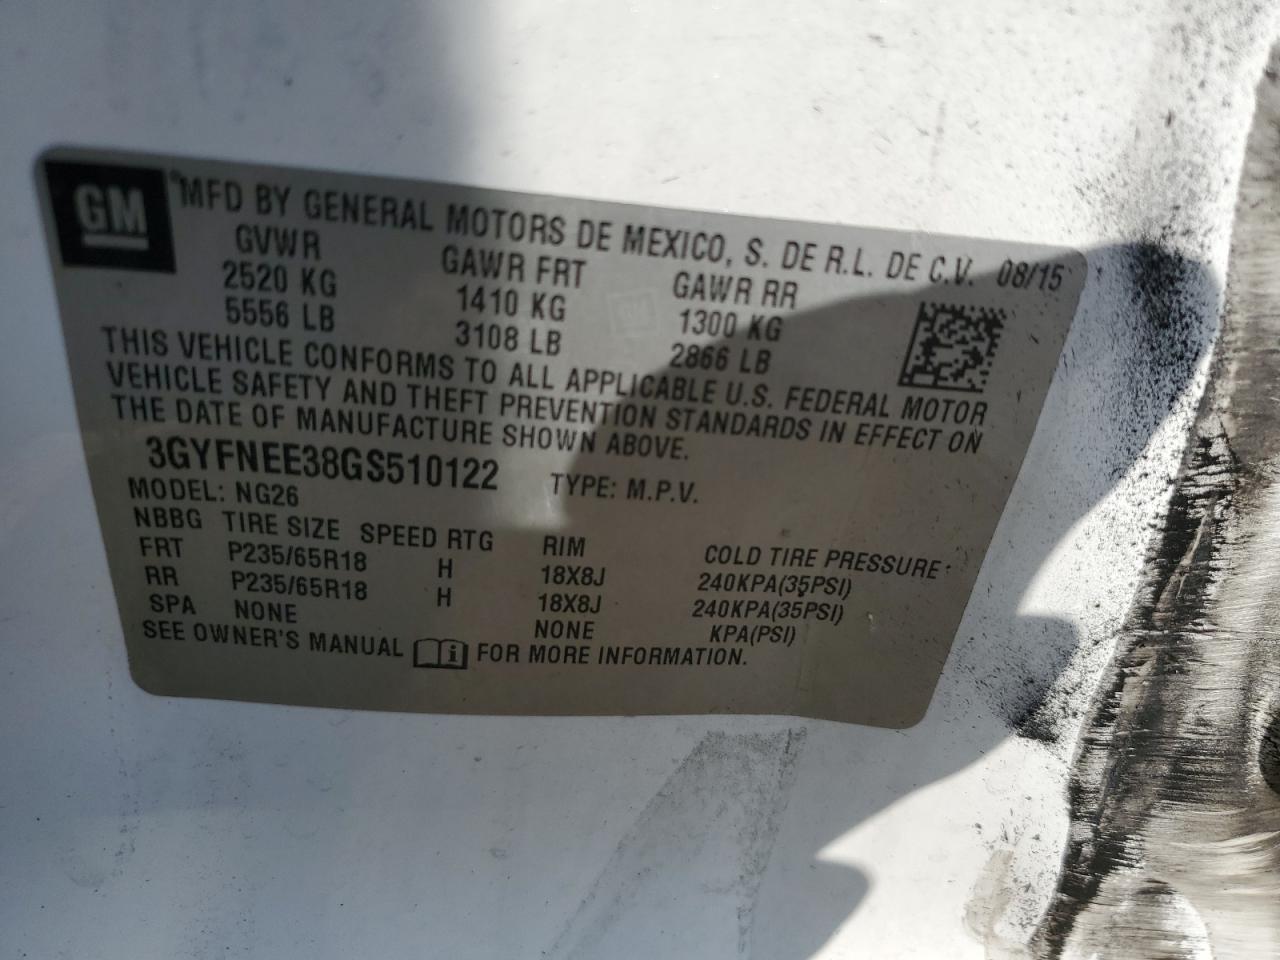 GM
®MFD BY GENERAL MOTORS DE MEXICO, S. DE R.L. DE C.V. 08/15
GVWR GAWR FRT GAWR RR
2520 KG 1410 KG 1300 KG
5556 LB 3108 LB 2866 LB
THIS VEHICLE CONFORMS TO ALL APPLICABLE U.S. FEDERAL MOTOR
VEHICLE SAFETY AND THEFT PREVENTION STANDARDS IN EFFECT ON
THE DATE OF MANUFACTURE SHOWN ABOVE.
3GYFNEE38GS510122 TYPE: M.P.V.
MODEL: NG26
NBBG TIRE SIZE SPEED RTG RIM COLD TIRE PRESSURE:
FRT P235/65R18 H 18X8J 240KPA(35PSI)
RR P235/65R18 H 18X8J 240KPA(35PSI)
SPA NONE NONE KPA(PSI)
SEE OWNER'S MANUAL i FOR MORE INFORMATION.